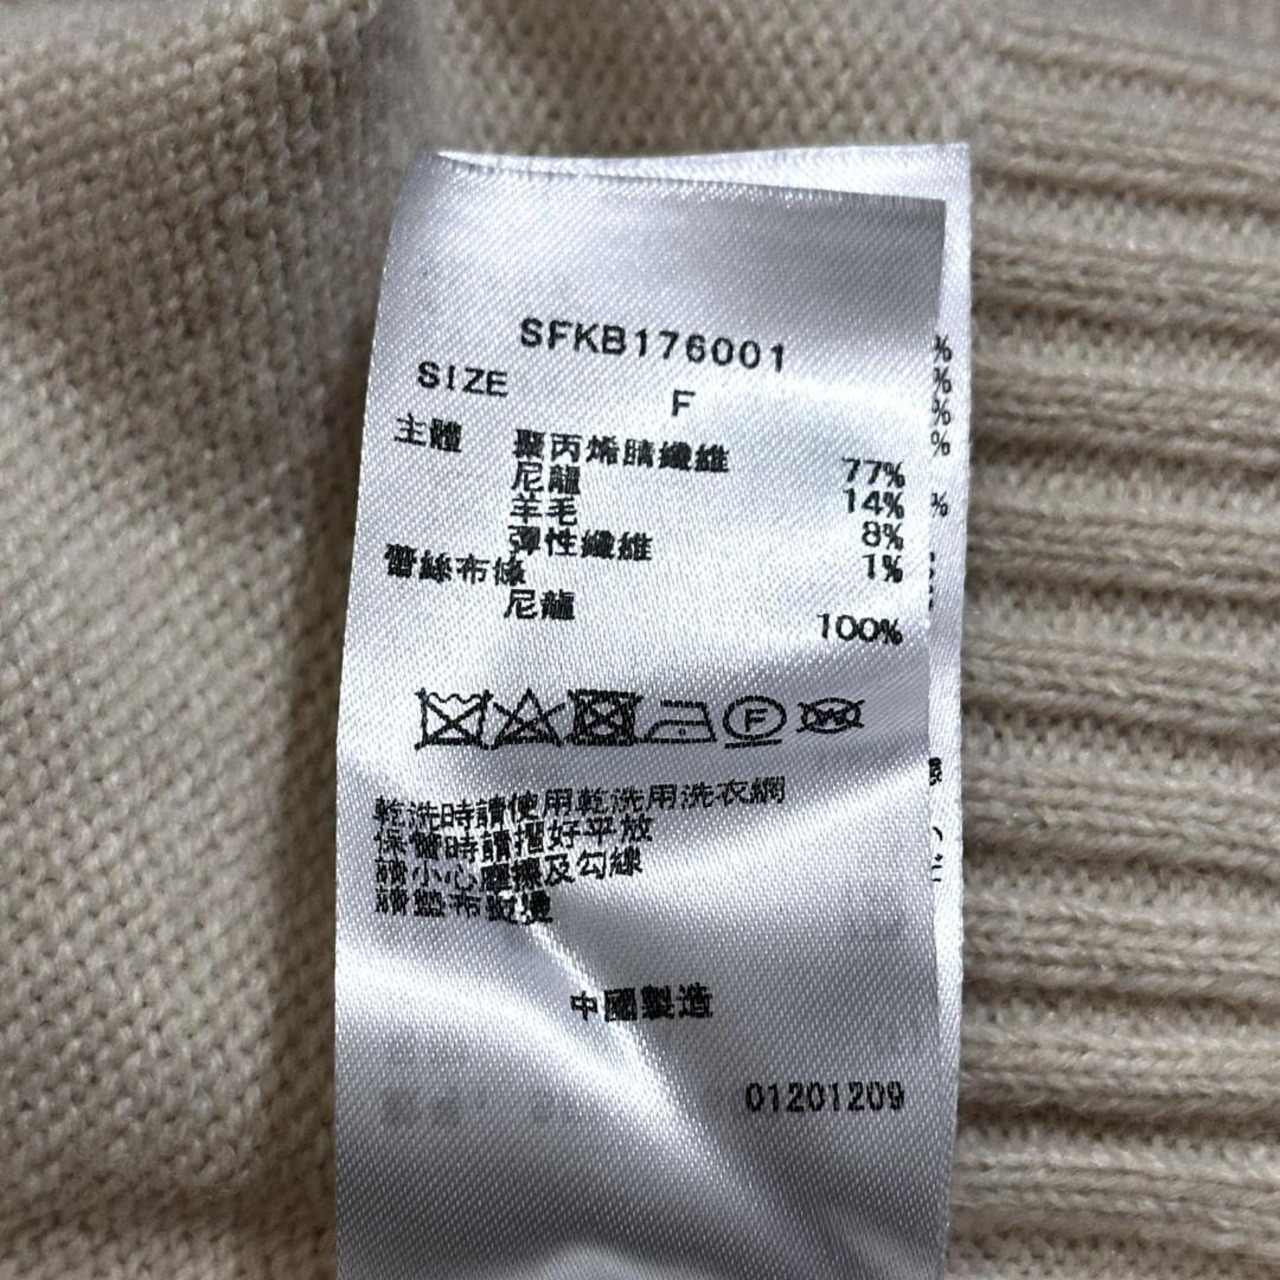 SFKB176001
SIZE F
主體 聚丙烯腈纖維 77%
尼龍 14%
羊毛 8%
彈性纖維 1%
蕾絲布條
尼龍 100%
F
W
乾洗時請使用乾洗用洗衣網
保管時請摺好平放
請小心磨擦及勾線
請墊布熨燙
中國製造
01201209